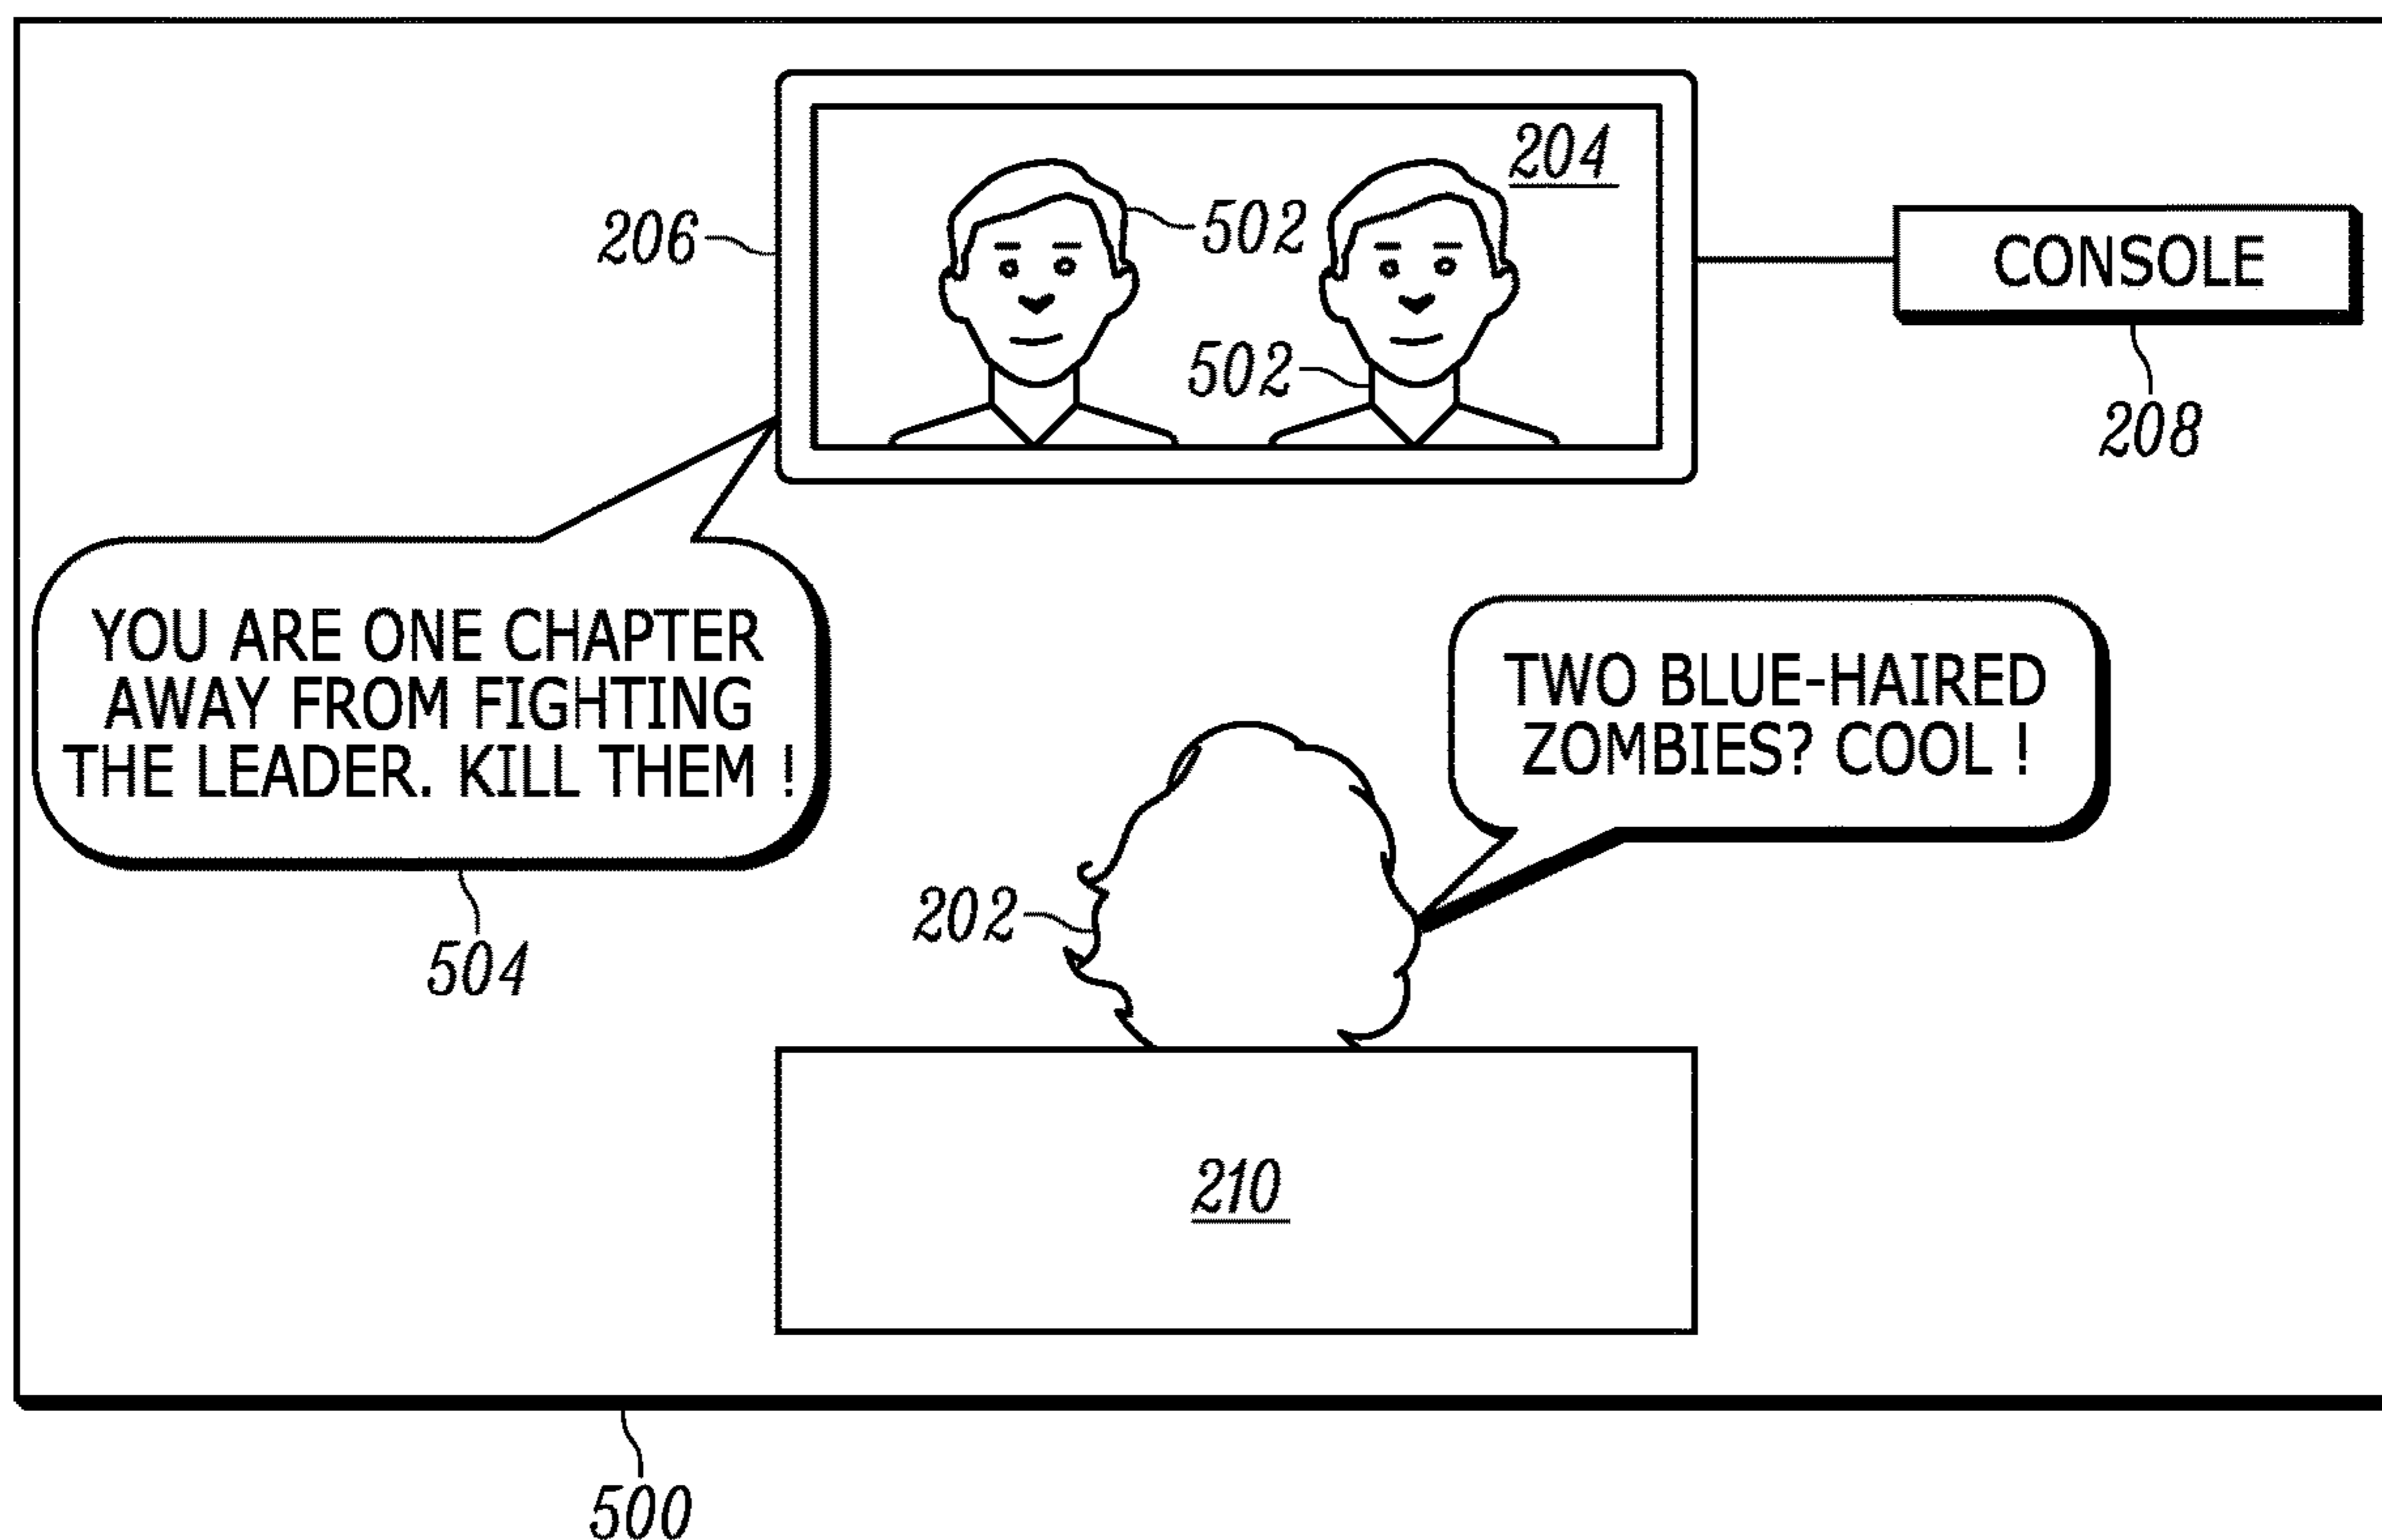 204
206
502
CONSOLE
502
208
YOU ARE ONE CHAPTER
AWAY FROM FIGHTING
THE LEADER. KILL THEM !
504
TWO BLUE-HAIRED
ZOMBIES? COOL !
202
210
500